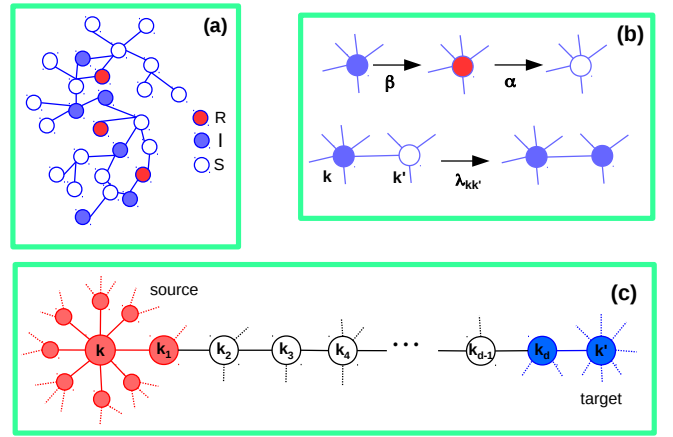 (a)
R
I
S
(b)
β α
k k' λkk'
(c)
source
k k1 k2 k3 k4 ... kd-1 kd k'
target